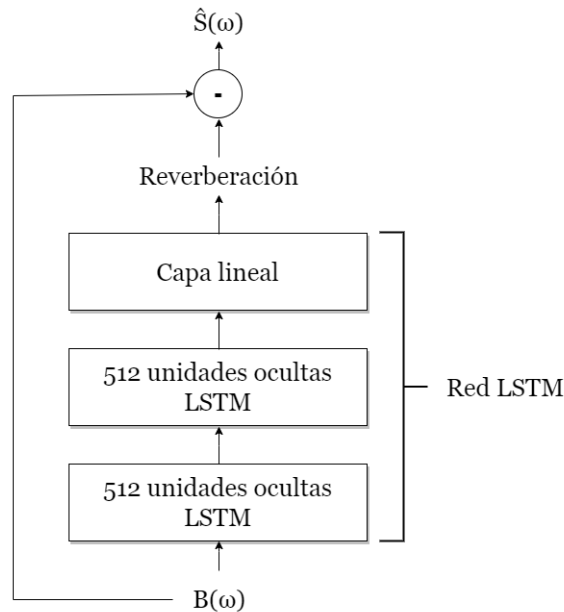 Ŝ(ω)
-
Reverberación
Capa lineal
512 unidades ocultas
LSTM
Red LSTM
512 unidades ocultas
LSTM
B(ω)